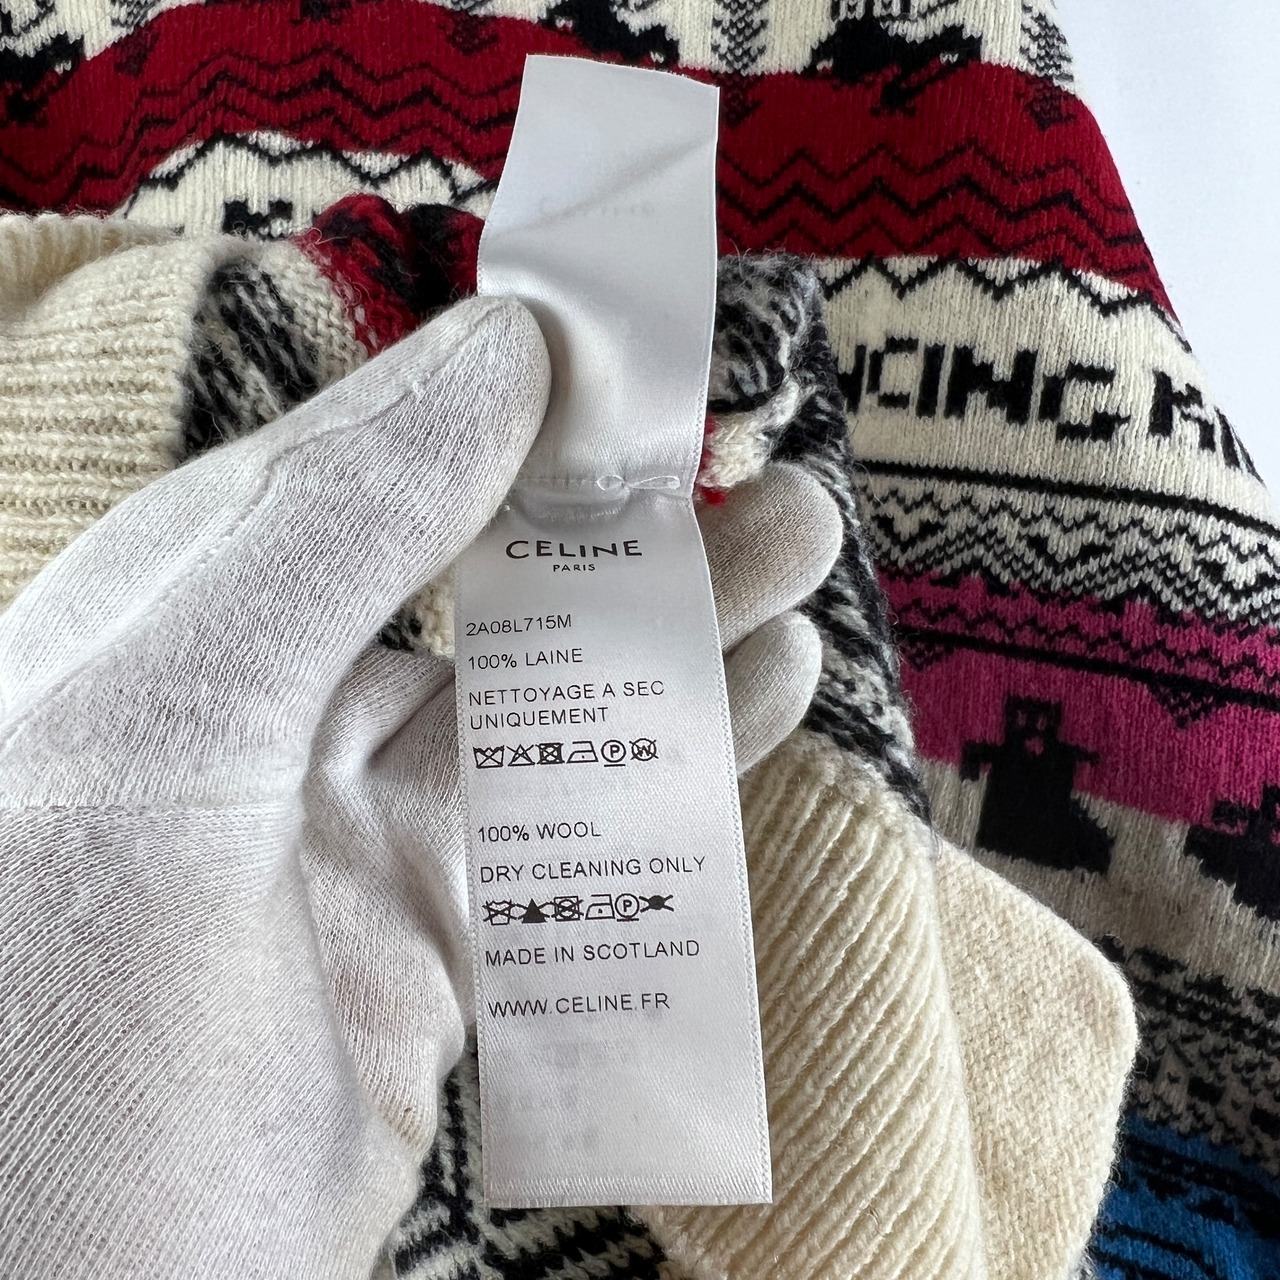 NCING K
CELINE
PARIS
2A08L715M
100% LAINE
NETTOYAGE A SEC
UNIQUEMENT
P W
100% WOOL
DRY CLEANING ONLY
P
MADE IN SCOTLAND
WWW.CELINE.FR